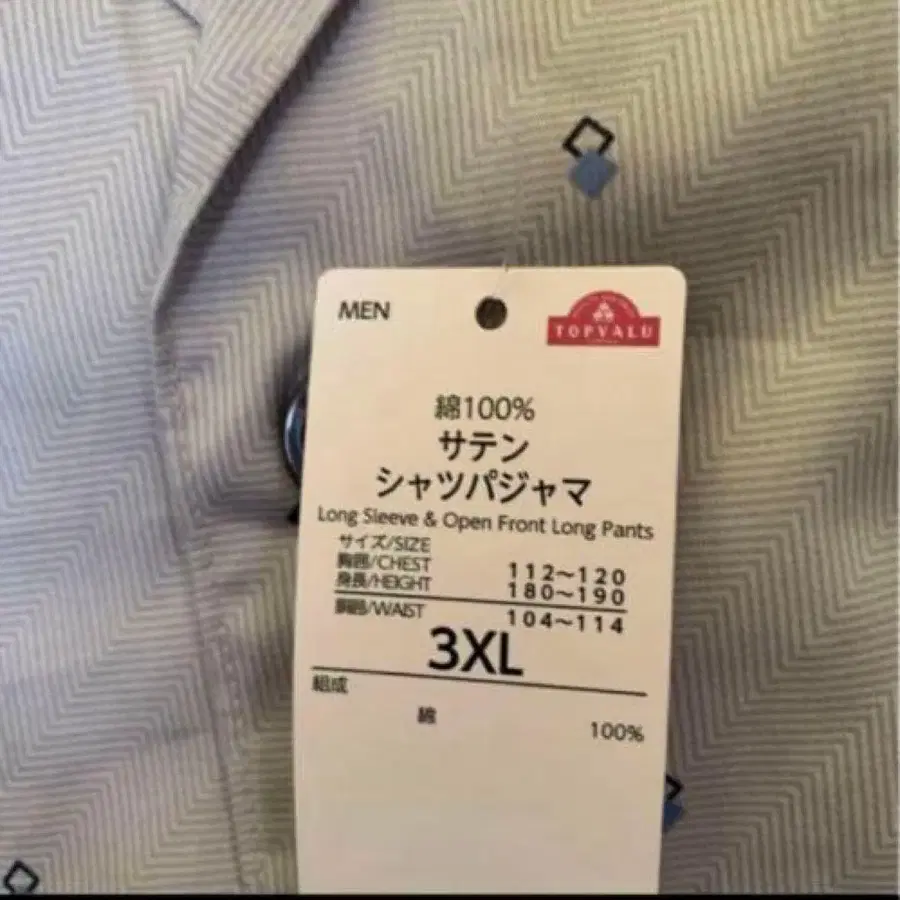 MEN
TOPVALU
綿100%
サテン
シャツパジャマ
Long Sleeve & Open Front Long Pants
サイズ/SIZE
胸囲/CHEST 112～120
身長/HEIGHT 180～190
胴囲/WAIST 104～114
3XL
組成
綿 100%